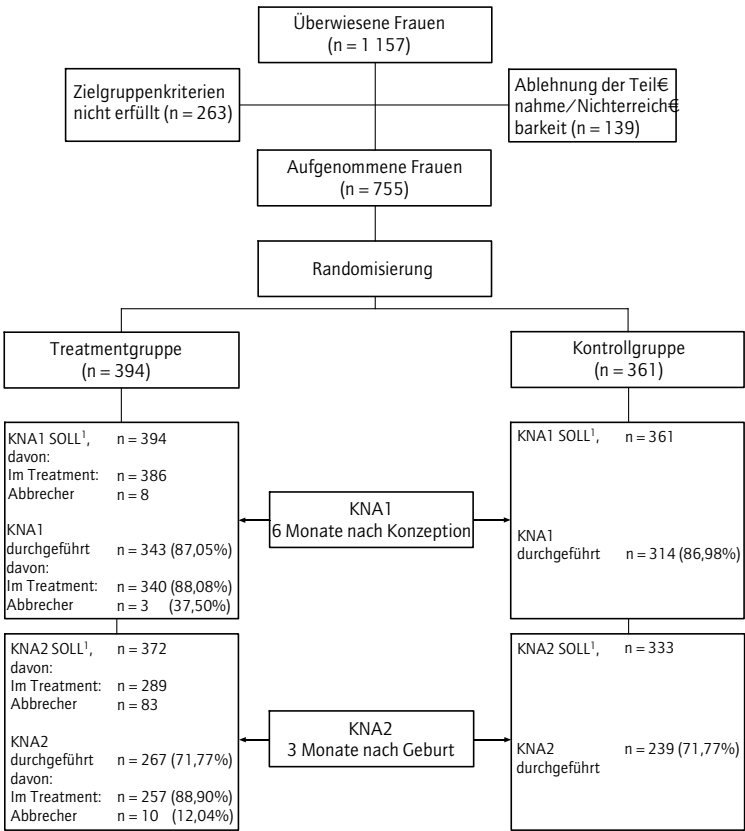 Überwiesene Frauen
(n = 1 157)
Zielgruppenkriterien
nicht erfüllt (n = 263)
Ablehnung der Teil€
nahme/Nichterreich€
barkeit (n = 139)
Aufgenommene Frauen
(n = 755)
Randomisierung
Treatmentgruppe
(n = 394)
Kontrollgruppe
(n = 361)
KNA1 SOLL¹, n = 394
davon:
Im Treatment: n = 386
Abbrecher n = 8
KNA1
durchgeführt n = 343 (87,05%)
davon:
Im Treatment: n = 340 (88,08%)
Abbrecher n = 3 (37,50%)
KNA1
6 Monate nach Konzeption
KNA1 SOLL¹, n = 361
KNA1
durchgeführt n = 314 (86,98%)
KNA2 SOLL¹, n = 372
davon:
Im Treatment: n = 289
Abbrecher n = 83
KNA2
durchgeführt n = 267 (71,77%)
davon:
Im Treatment: n = 257 (88,90%)
Abbrecher n = 10 (12,04%)
KNA2
3 Monate nach Geburt
KNA2 SOLL¹, n = 333
KNA2 n = 239 (71,77%)
durchgeführt